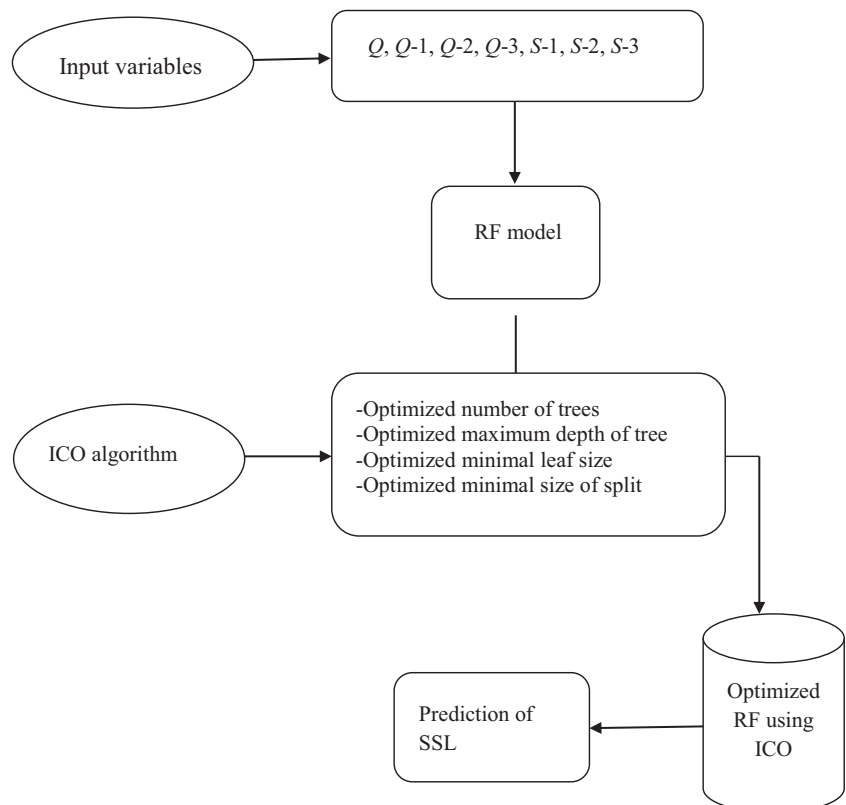 Input variables
Q, Q-1, Q-2, Q-3, S-1, S-2, S-3
RF model
ICO algorithm
-Optimized number of trees
-Optimized maximum depth of tree
-Optimized minimal leaf size
-Optimized minimal size of split
Prediction of
SSL
Optimized
RF using
ICO